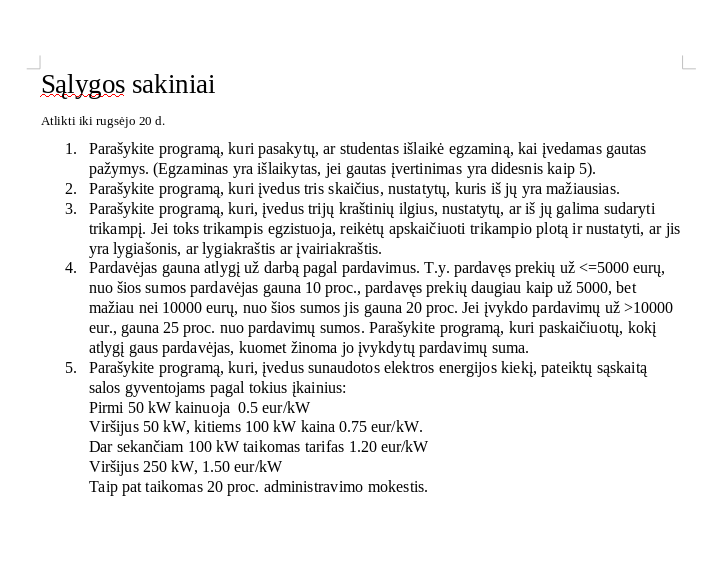 Sąlygos sakiniai
Atlikti iki rugsėjo 20 d.
1. Parašykite programą, kuri pasakytų, ar studentas išlaikė egzaminą, kai įvedamas gautas
pažymys. (Egzaminas yra išlaikytas, jei gautas įvertinimas yra didesnis kaip 5).
2. Parašykite programą, kuri įvedus tris skaičius, nustatytų, kuris iš jų yra mažiausias.
3. Parašykite programą, kuri, įvedus trijų kraštinių ilgius, nustatytų, ar iš jų galima sudaryti
trikampį. Jei toks trikampis egzistuoja, reikėtų apskaičiuoti trikampio plotą ir nustatyti, ar jis
yra lygiašonis, ar lygiakraštis ar įvairiakraštis.
4. Pardavėjas gauna atlygį už darbą pagal pardavimus. T.y. pardavęs prekių už <=5000 eurų,
nuo šios sumos pardavėjas gauna 10 proc., pardavęs prekių daugiau kaip už 5000, bet
mažiau nei 10000 eurų, nuo šios sumos jis gauna 20 proc. Jei įvykdo pardavimų už >10000
eur., gauna 25 proc. nuo pardavimų sumos. Parašykite programą, kuri paskaičiuotų, kokį
atlygį gaus pardavėjas, kuomet žinoma jo įvykdytų pardavimų suma.
5. Parašykite programą, kuri, įvedus sunaudotos elektros energijos kiekį, pateiktų sąskaitą
salos gyventojams pagal tokius įkainius:
Pirmi 50 kW kainuoja  0.5 eur/kW
Viršijus 50 kW, kitiems 100 kW kaina 0.75 eur/kW.
Dar sekančiam 100 kW taikomas tarifas 1.20 eur/kW
Viršijus 250 kW, 1.50 eur/kW
Taip pat taikomas 20 proc. administravimo mokestis.